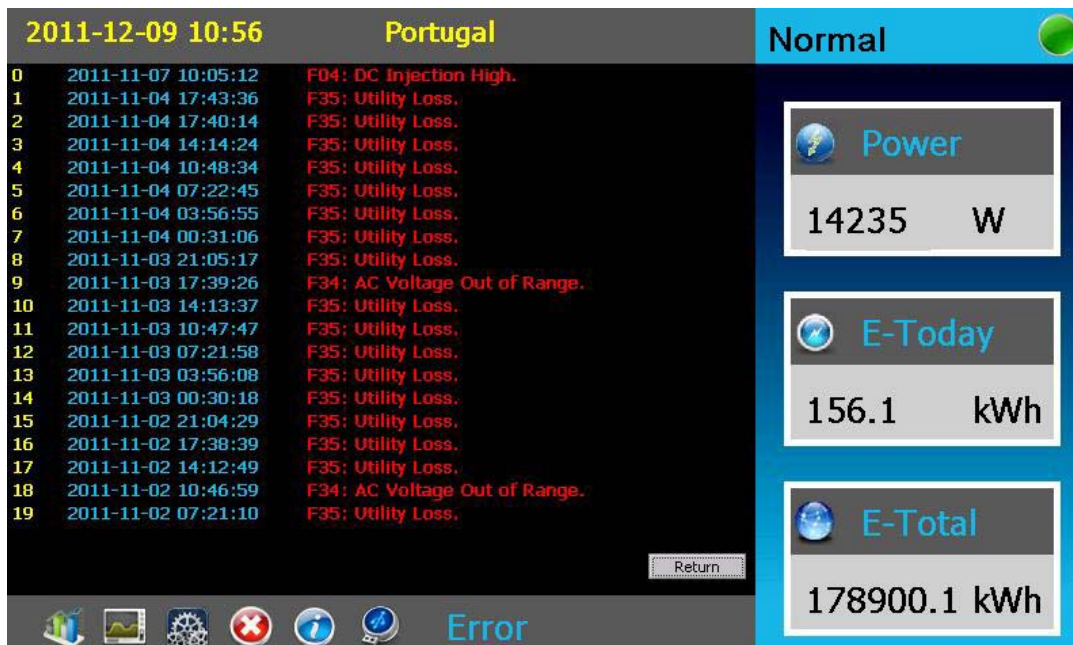 2011-12-09 10:56 Portugal
0 2011-11-07 10:05:12 F04: DC Injection High.
1 2011-11-04 17:43:36 F35: Utility Loss.
2 2011-11-04 17:40:14 F35: Utility Loss.
3 2011-11-04 14:14:24 F35: Utility Loss.
4 2011-11-04 10:48:34 F35: Utility Loss.
5 2011-11-04 07:22:45 F35: Utility Loss.
6 2011-11-04 03:56:55 F35: Utility Loss.
7 2011-11-04 00:31:06 F35: Utility Loss.
8 2011-11-03 21:05:17 F35: Utility Loss.
9 2011-11-03 17:39:26 F34: AC Voltage Out of Range.
10 2011-11-03 14:13:37 F35: Utility Loss.
11 2011-11-03 10:47:47 F35: Utility Loss.
12 2011-11-03 07:21:58 F35: Utility Loss.
13 2011-11-03 03:56:08 F35: Utility Loss.
14 2011-11-03 00:30:18 F35: Utility Loss.
15 2011-11-02 21:04:29 F35: Utility Loss.
16 2011-11-02 17:38:39 F35: Utility Loss.
17 2011-11-02 14:12:49 F35: Utility Loss.
18 2011-11-02 10:46:59 F34: AC Voltage Out of Range.
19 2011-11-02 07:21:10 F35: Utility Loss.
Return
Error
Normal
Power
14235 W
E-Today
156.1 kWh
E-Total
178900.1 kWh